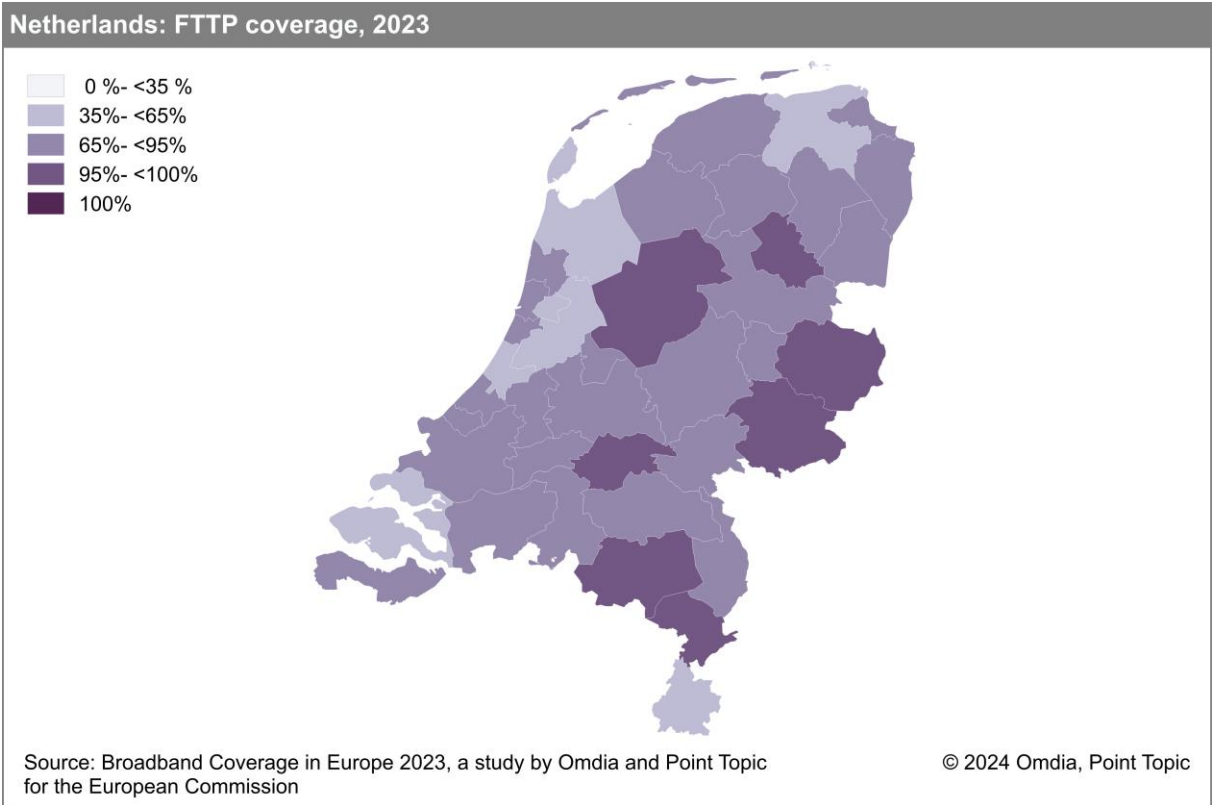 Netherlands: FTTP coverage, 2023
0 %- <35 %
35%- <65%
65%- <95%
95%- <100%
100%
Source: Broadband Coverage in Europe 2023, a study by Omdia and Point Topic
for the European Commission
© 2024 Omdia, Point Topic